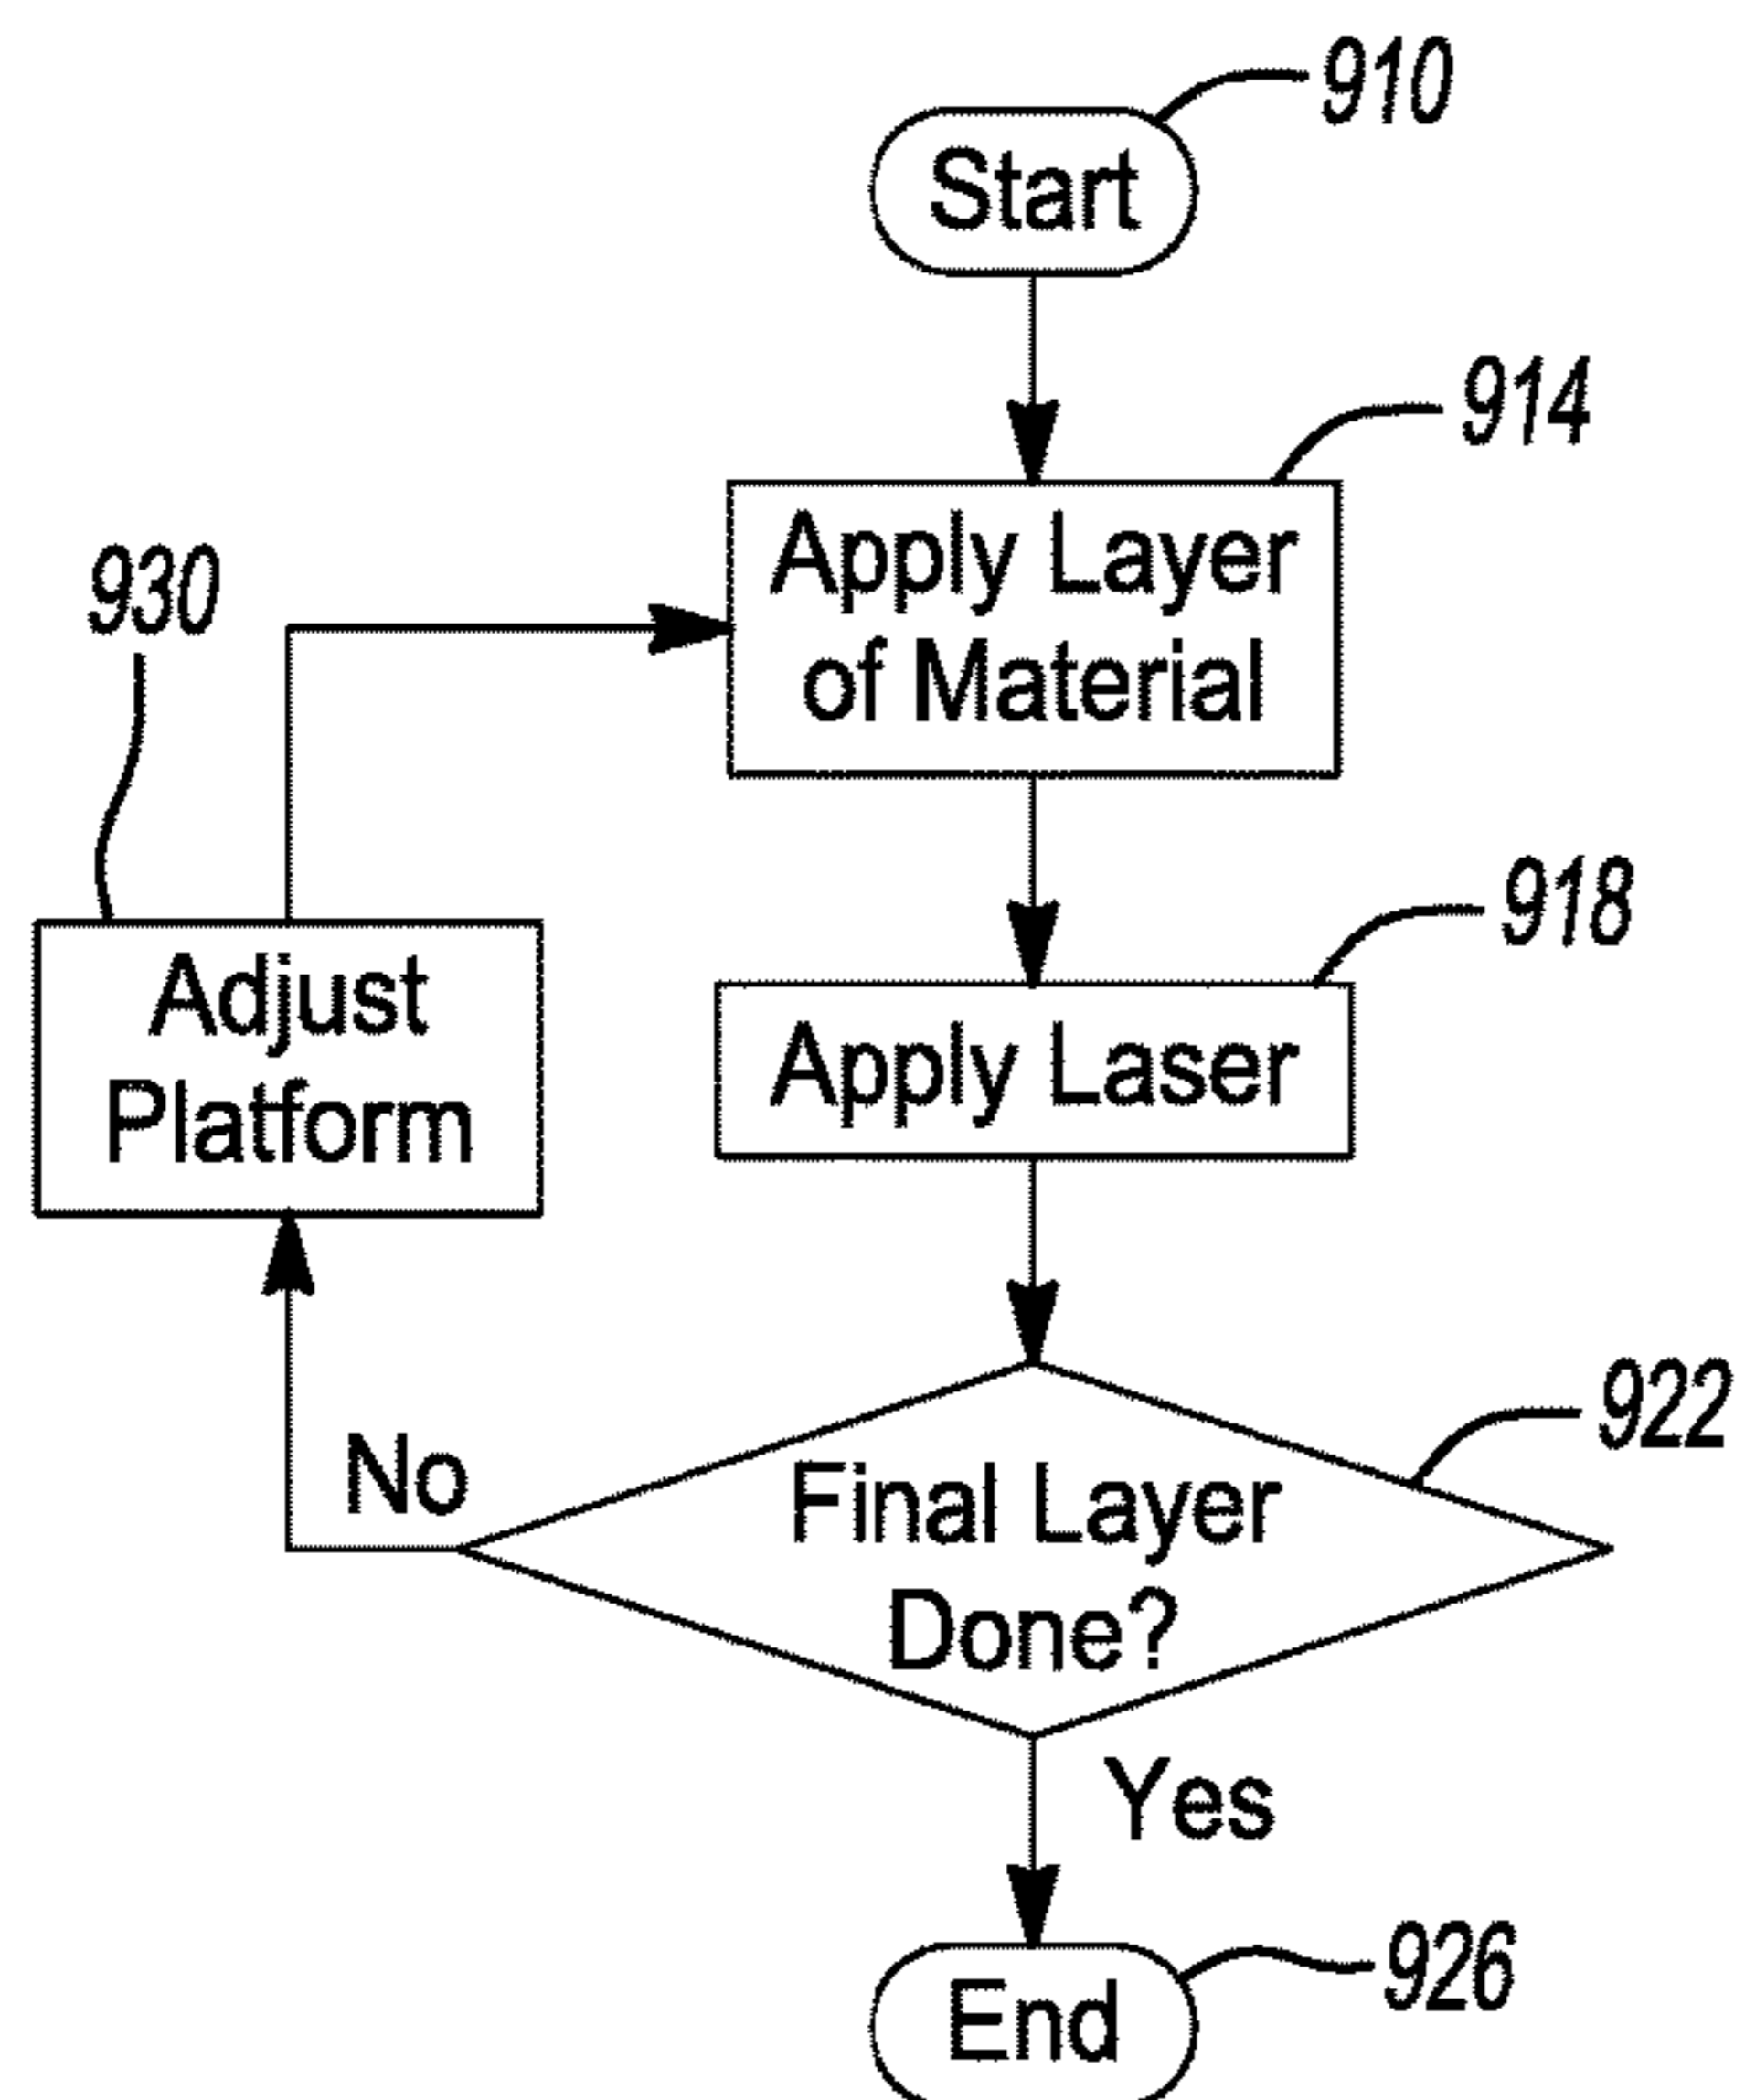 910
Start
914
Apply Layer
of Material
930
918
Adjust
Platform
Apply Laser
922
No
Final Layer
Done?
Yes
926
End